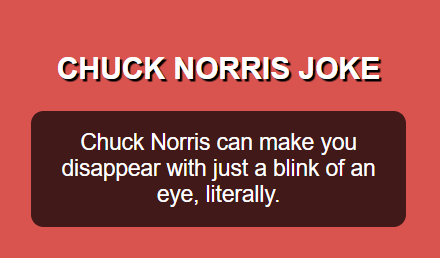 CHUCK NORRIS JOKE
Chuck Norris can make you
disappear with just a blink of an
eye, literally.